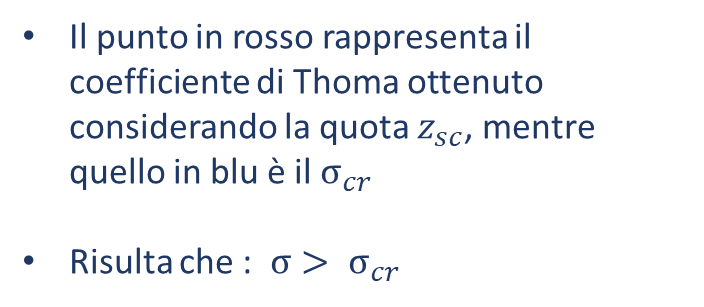 • Il punto in rosso rappresenta il
coefficiente di Thoma ottenuto
considerando la quota z_sc, mentre
quello in blu è il σ_cr
• Risulta che : σ > σ_cr